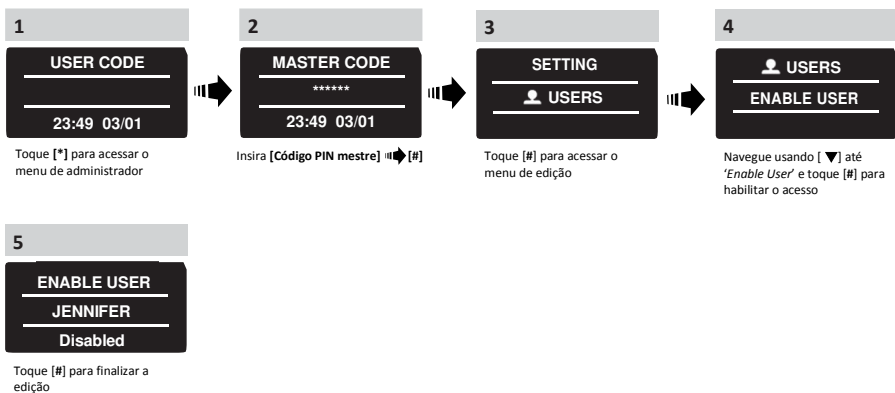 1
USER CODE
23:49 03/01
Toque [*] para acessar o
menu de administrador
2
MASTER CODE
******
23:49 03/01
Insira [Código PIN mestre] [#]
3
SETTING
USERS
Toque [#] para acessar o
menu de edição
4
USERS
ENABLE USER
Navegue usando [ ▼] até
‘Enable User’ e toque [#] para
habilitar o acesso
5
ENABLE USER
JENNIFER
Disabled
Toque [#] para finalizar a
edição